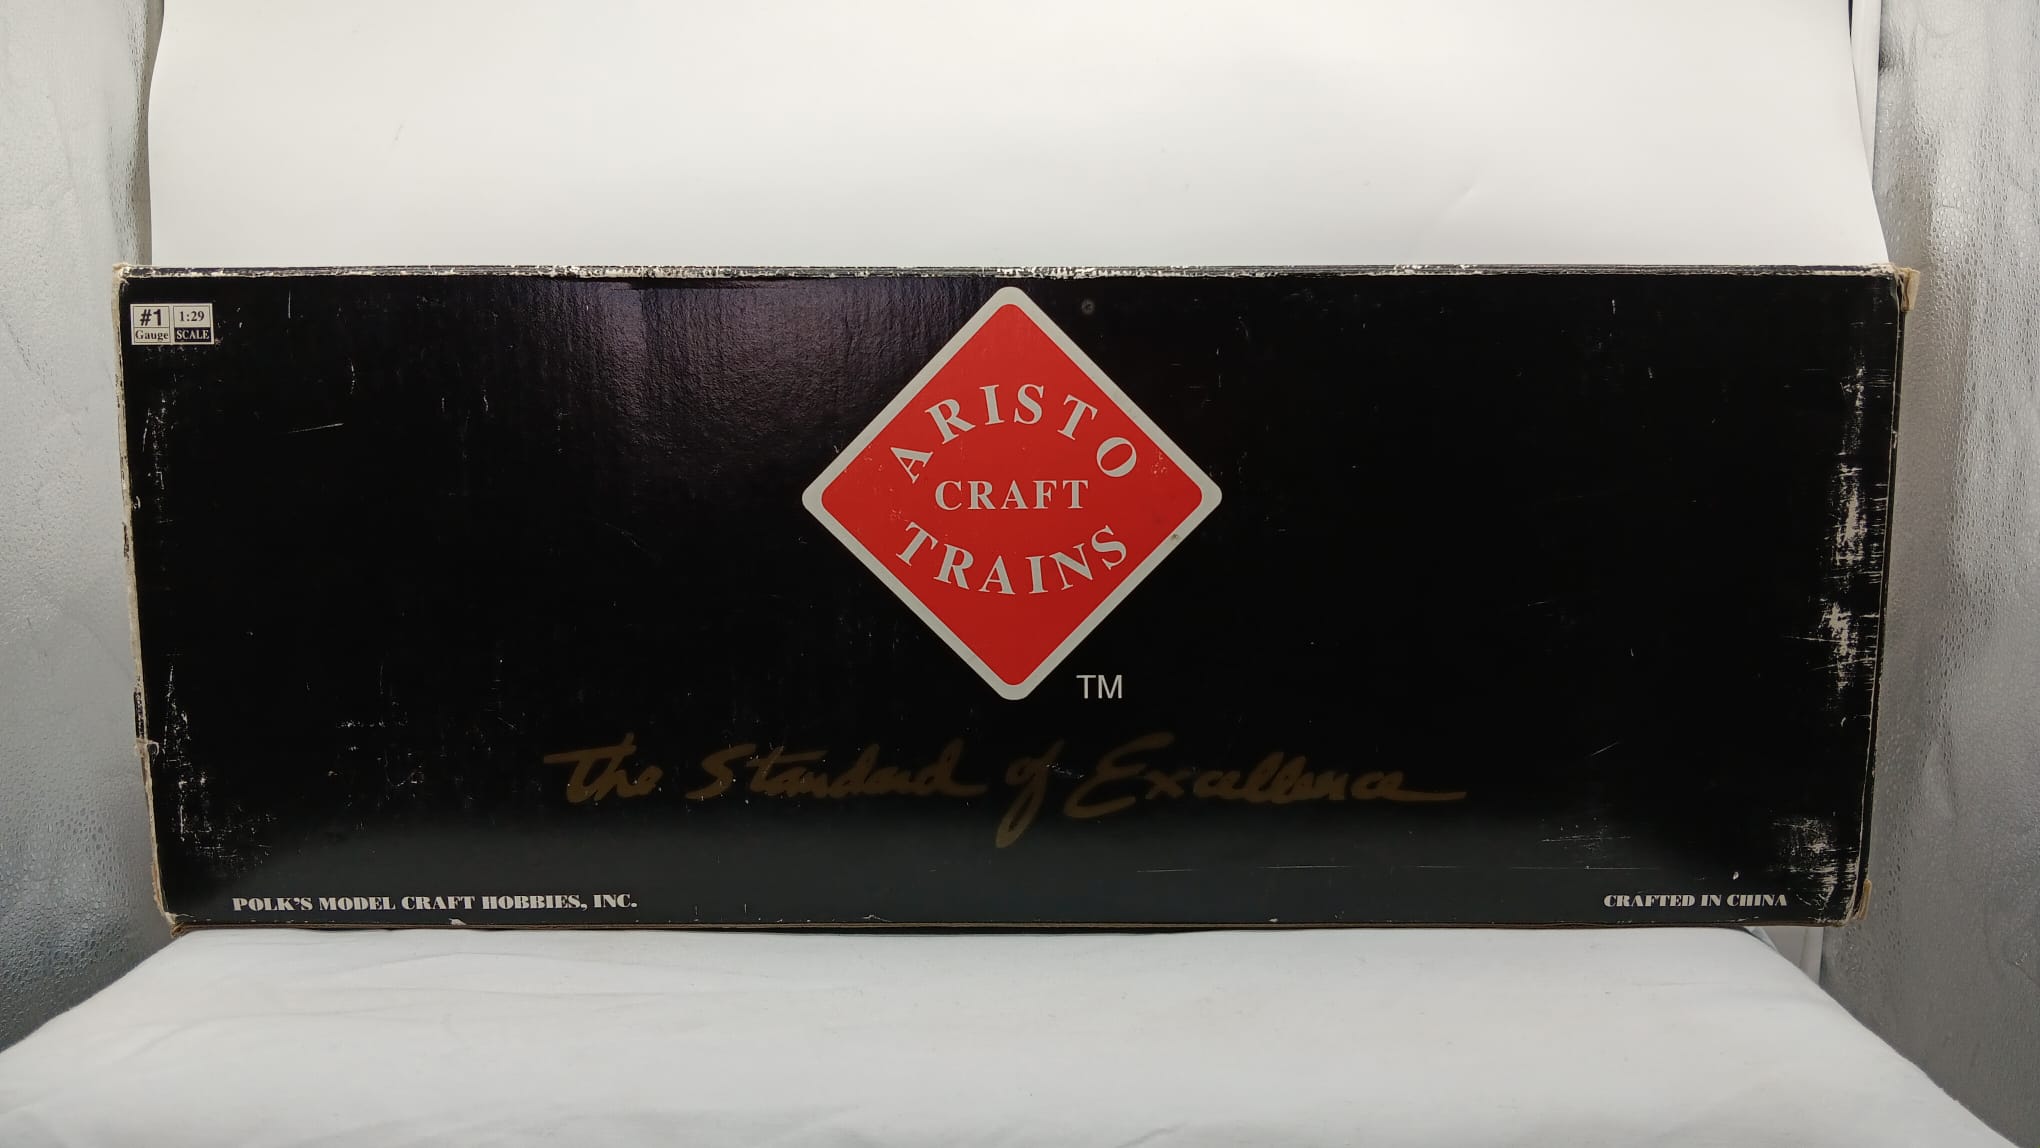 #1 1:29
Gauge SCALE
ARISTO
CRAFT
TRAINS
TM
The Standard of Excellence
POLK'S MODEL CRAFT HOBBIES, INC.
CRAFTED IN CHINA